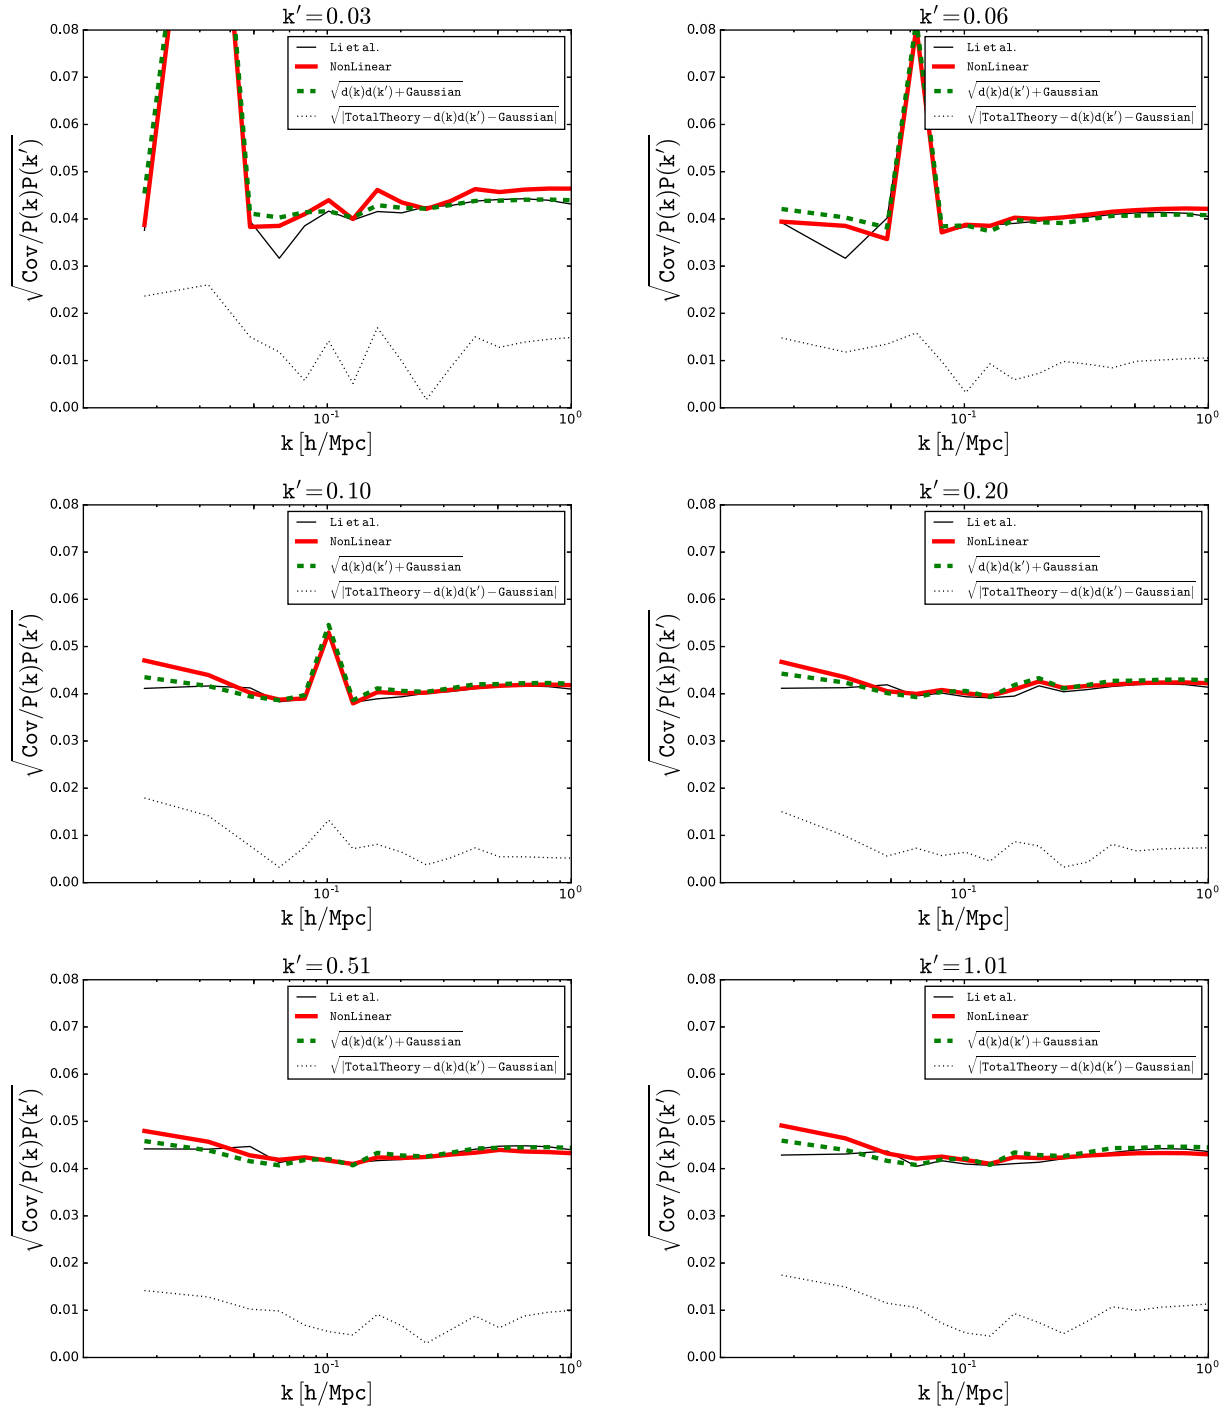 k′=0.03
√Cov/P(k)P(k′)
0.08
0.07
0.06
0.05
0.04
0.03
0.02
0.01
0.00
Li et al.
NonLinear
√d(k)d(k′)+Gaussian
√|TotalTheory−d(k)d(k′)−Gaussian|
10⁻¹
10⁰
k [h/Mpc]
k′=0.06
√Cov/P(k)P(k′)
0.08
0.07
0.06
0.05
0.04
0.03
0.02
0.01
0.00
Li et al.
NonLinear
√d(k)d(k′)+Gaussian
√|TotalTheory−d(k)d(k′)−Gaussian|
10⁻¹
10⁰
k [h/Mpc]
k′=0.10
√Cov/P(k)P(k′)
0.08
0.07
0.06
0.05
0.04
0.03
0.02
0.01
0.00
Li et al.
NonLinear
√d(k)d(k′)+Gaussian
√|TotalTheory−d(k)d(k′)−Gaussian|
10⁻¹
10⁰
k [h/Mpc]
k′=0.20
√Cov/P(k)P(k′)
0.08
0.07
0.06
0.05
0.04
0.03
0.02
0.01
0.00
Li et al.
NonLinear
√d(k)d(k′)+Gaussian
√|TotalTheory−d(k)d(k′)−Gaussian|
10⁻¹
10⁰
k [h/Mpc]
k′=0.51
√Cov/P(k)P(k′)
0.08
0.07
0.06
0.05
0.04
0.03
0.02
0.01
0.00
Li et al.
NonLinear
√d(k)d(k′)+Gaussian
√|TotalTheory−d(k)d(k′)−Gaussian|
10⁻¹
10⁰
k [h/Mpc]
k′=1.01
√Cov/P(k)P(k′)
0.08
0.07
0.06
0.05
0.04
0.03
0.02
0.01
0.00
Li et al.
NonLinear
√d(k)d(k′)+Gaussian
√|TotalTheory−d(k)d(k′)−Gaussian|
10⁻¹
10⁰
k [h/Mpc]